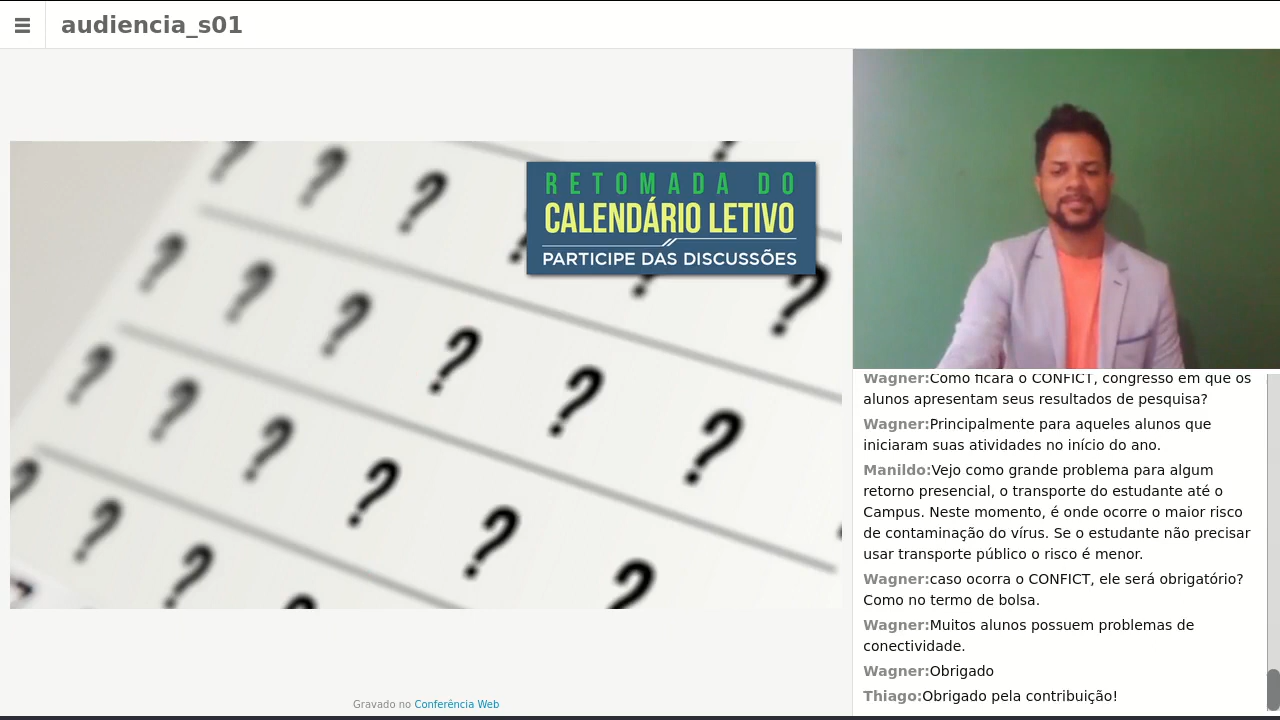 audiencia_s01
RETOMADA DO
CALENDÁRIO LETIVO
PARTICIPE DAS DISCUSSÕES
? ? ? ?
? ? ? ? ? ?
? ? ? ? ? ?
? ? ? ?
Wagner:Como ficará o CONFICT, congresso em que os
alunos apresentam seus resultados de pesquisa?
Wagner:Principalmente para aqueles alunos que
iniciaram suas atividades no início do ano.
Manildo:Vejo como grande problema para algum
retorno presencial, o transporte do estudante até o
Campus. Neste momento, é onde ocorre o maior risco
de contaminação do vírus. Se o estudante não precisar
usar transporte público o risco é menor.
Wagner:caso ocorra o CONFICT, ele será obrigatório?
Como no termo de bolsa.
Wagner:Muitos alunos possuem problemas de
conectividade.
Wagner:Obrigado
Thiago:Obrigado pela contribuição!
Gravado no Conferência Web